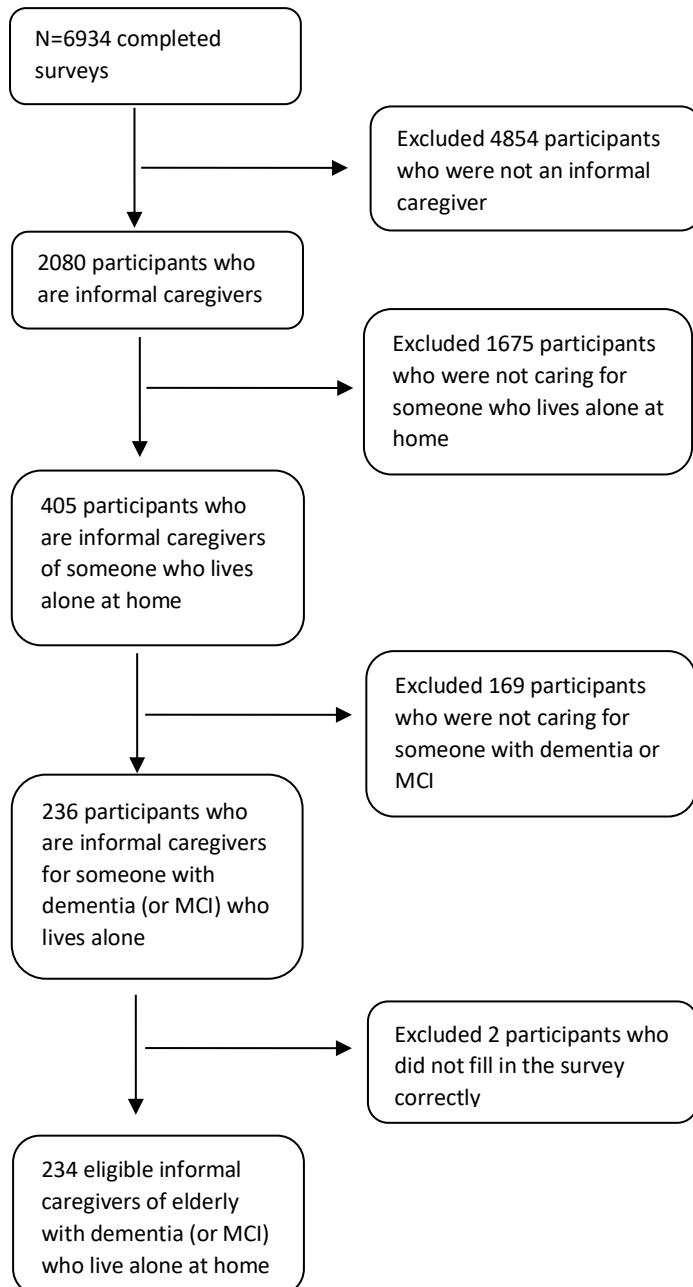 N=6934 completed
surveys
Excluded 4854 participants
who were not an informal
caregiver
2080 participants who
are informal caregivers
Excluded 1675 participants
who were not caring for
someone who lives alone at
home
405 participants who
are informal caregivers
of someone who lives
alone at home
Excluded 169 participants
who were not caring for
someone with dementia or
MCI
236 participants who
are informal caregivers
for someone with
dementia (or MCI) who
lives alone
Excluded 2 participants who
did not fill in the survey
correctly
234 eligible informal
caregivers of elderly
with dementia (or MCI)
who live alone at home